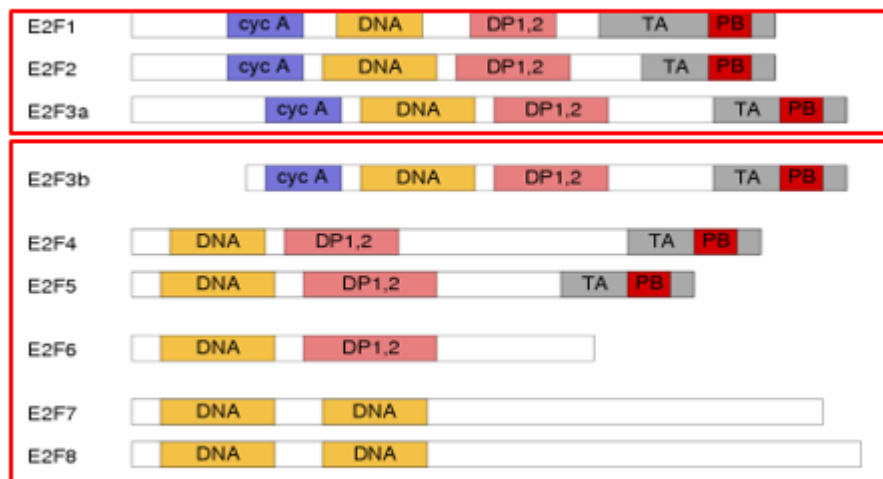 E2F1 cyc A DNA DP1,2 TA PB
E2F2 cyc A DNA DP1,2 TA PB
E2F3a cyc A DNA DP1,2 TA PB
E2F3b cyc A DNA DP1,2 TA PB
E2F4 DNA DP1,2 TA PB
E2F5 DNA DP1,2 TA PB
E2F6 DNA DP1,2
E2F7 DNA DNA
E2F8 DNA DNA